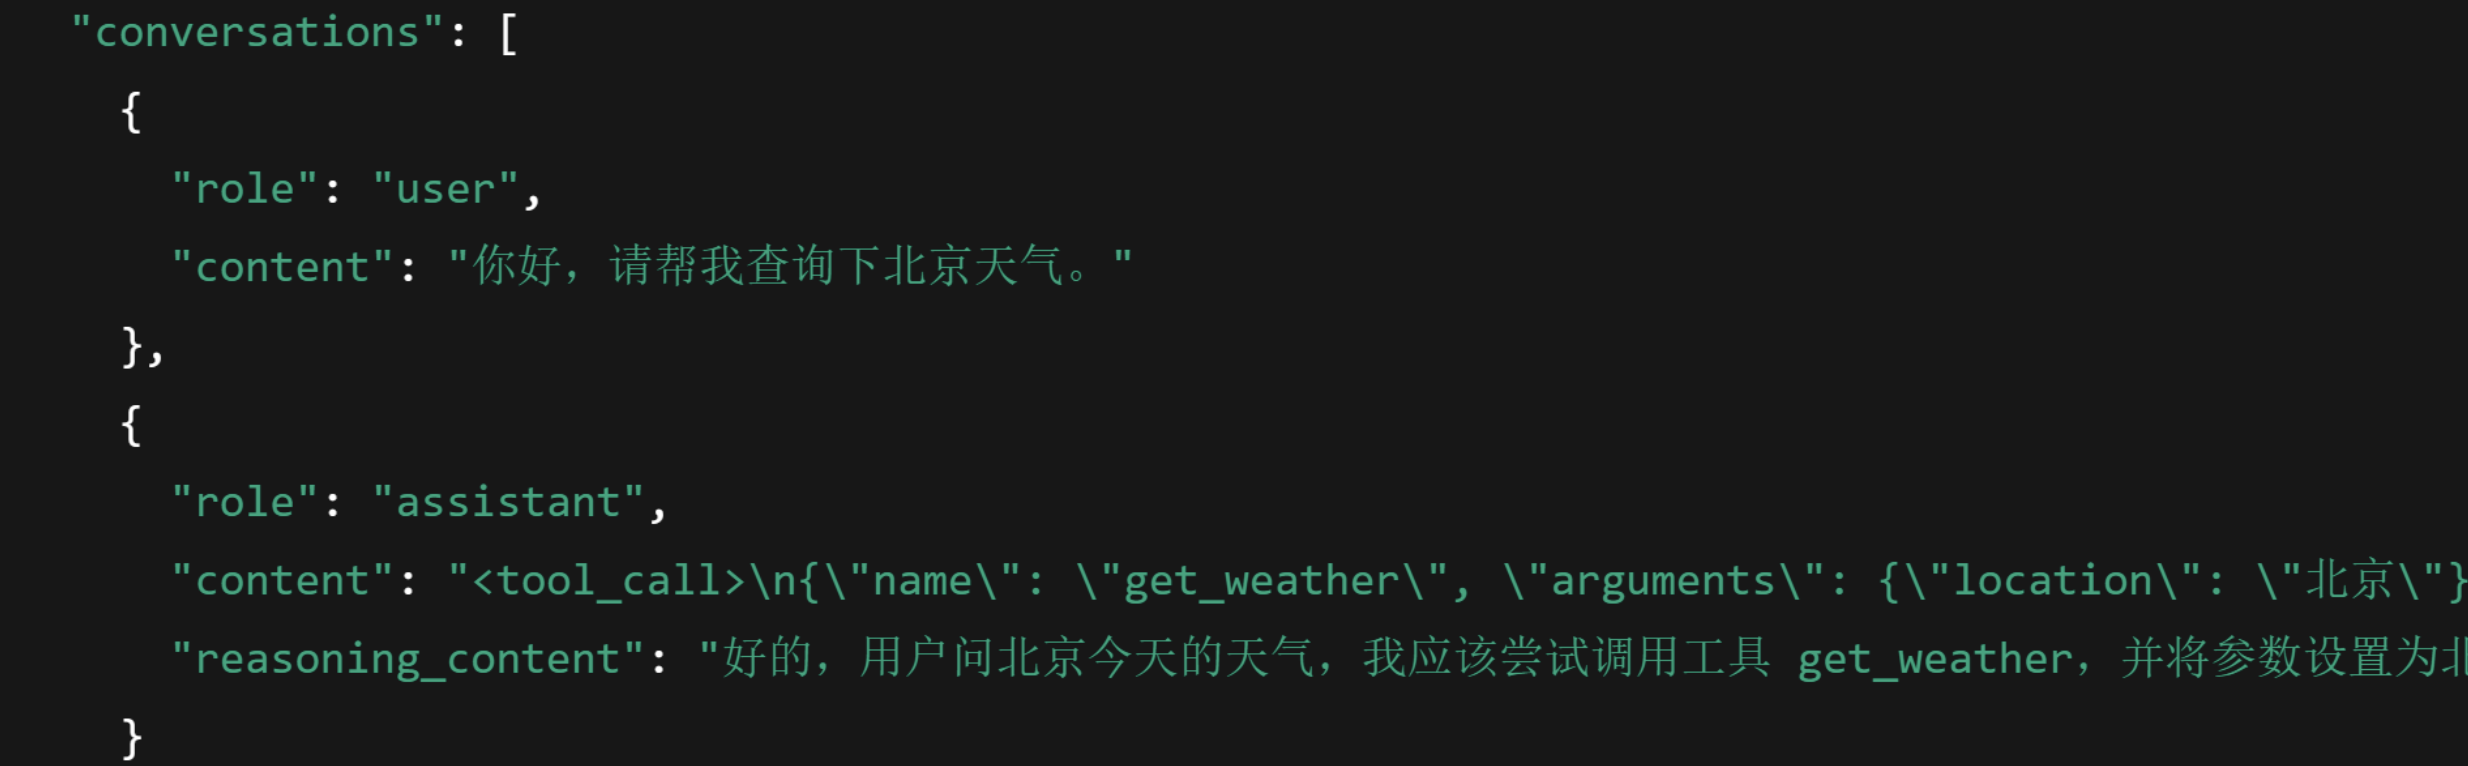 "conversations": [
{
"role": "user",
"content": "你好，请帮我查询下北京天气。"
},
{
"role": "assistant",
"content": "<tool_call>\n{\"name\": \"get_weather\", \"arguments\": {\"location\": \"北京\"}
"reasoning_content": "好的，用户问北京今天的天气，我应该尝试调用工具 get_weather，并将参数设置为北
}